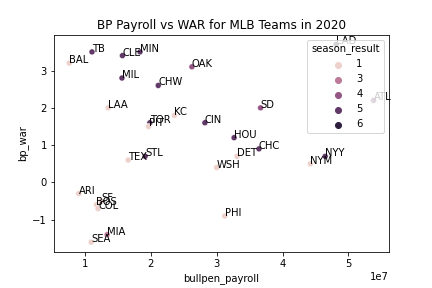 BP Payroll vs WAR for MLB Teams in 2020
LAD
TB
CLE
MIN
BAL
OAK
MIL
CHW
ATL
LAA
KC
SD
TOR
PIT
CIN
HOU
TEX
STL
DET
CHC
NYY
NYM
WSH
ARI
SF
BOS
COL
PHI
MIA
SEA
season_result
1
3
4
5
6
bp_war
3
2
1
0
−1
1
2
3
4
5
1e7
bullpen_payroll